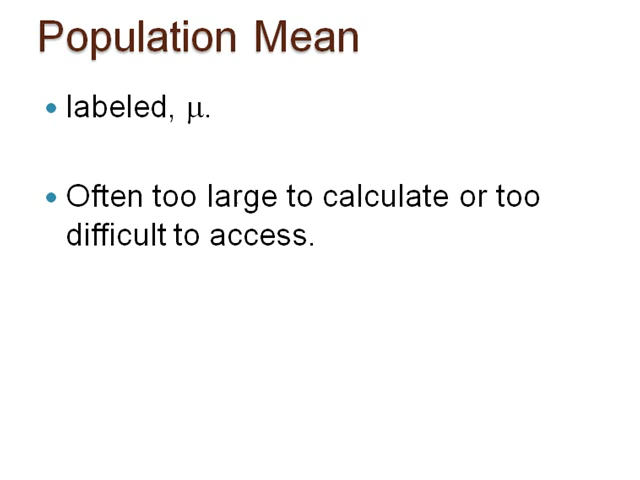 Population Mean
labeled, μ.
Often too large to calculate or too
difficult to access.